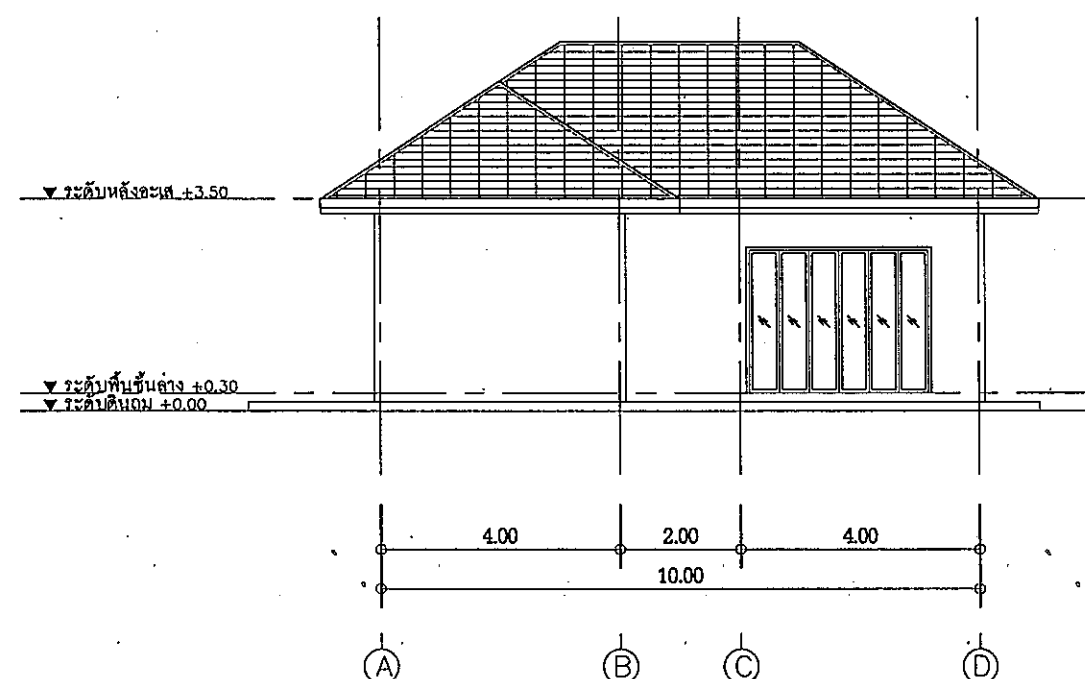 ▼ ระดับหลังอะเส +3.50
▼ ระดับพื้นชั้นล่าง +0.30
▼ ระดับดินถม +0.00
4.00 2.00 4.00
10.00
A B C D